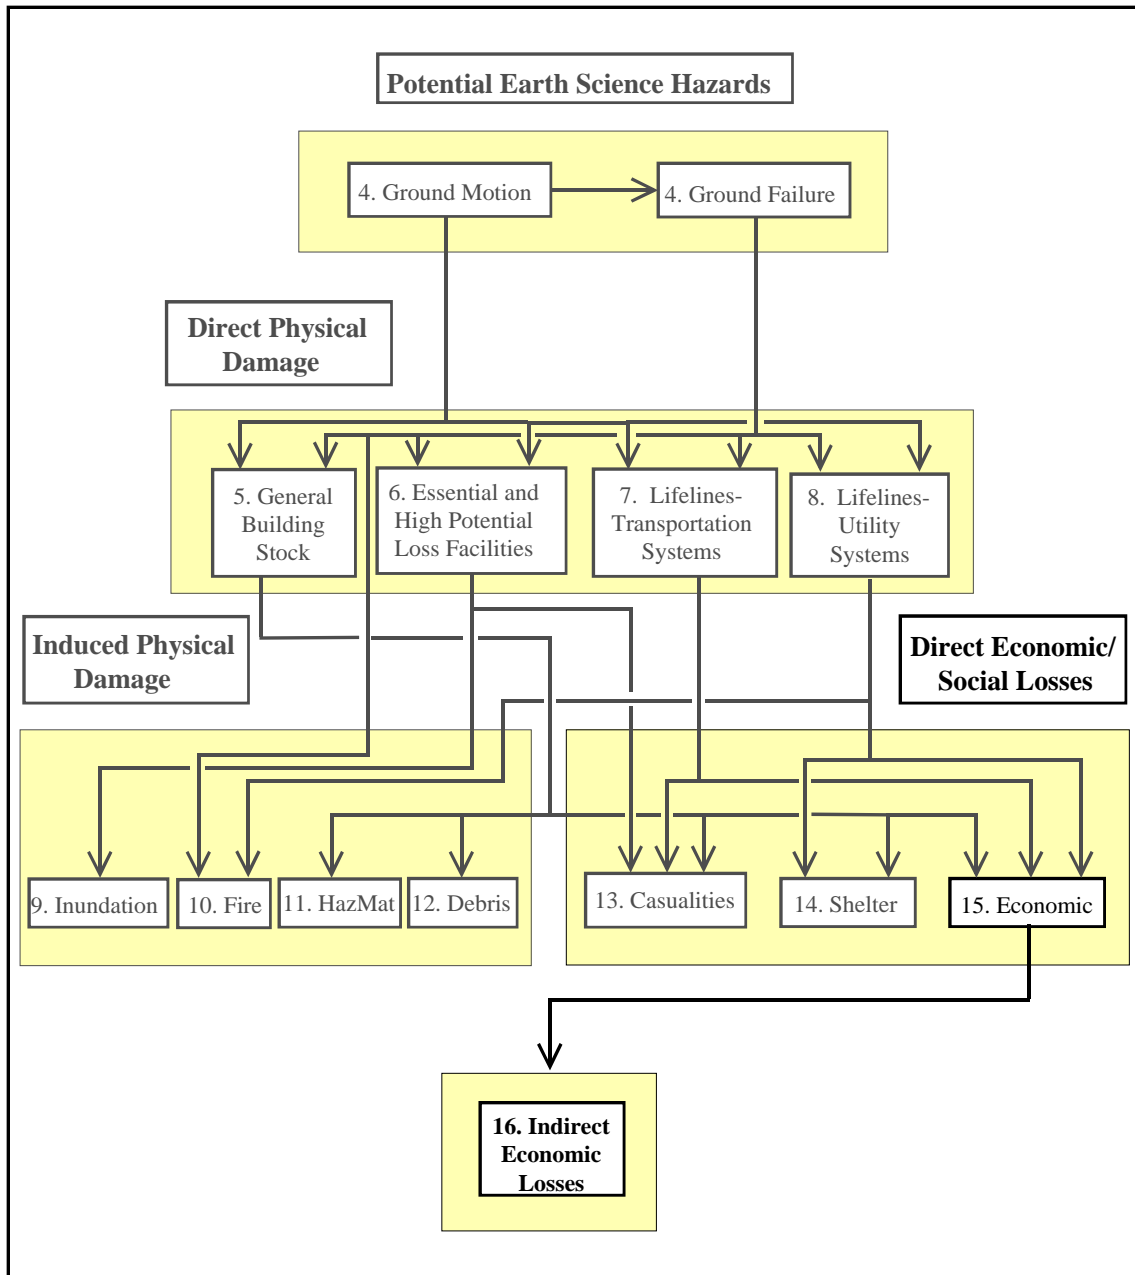 Potential Earth Science Hazards
4. Ground Motion
4. Ground Failure
Direct Physical
Damage
5. General
Building
Stock
6. Essential and
High Potential
Loss Facilities
7. Lifelines-
Transportation
Systems
8. Lifelines-
Utility
Systems
Induced Physical
Damage
Direct Economic/
Social Losses
9. Inundation
10. Fire
11. HazMat
12. Debris
13. Casualities
14. Shelter
15. Economic
16. Indirect
Economic
Losses